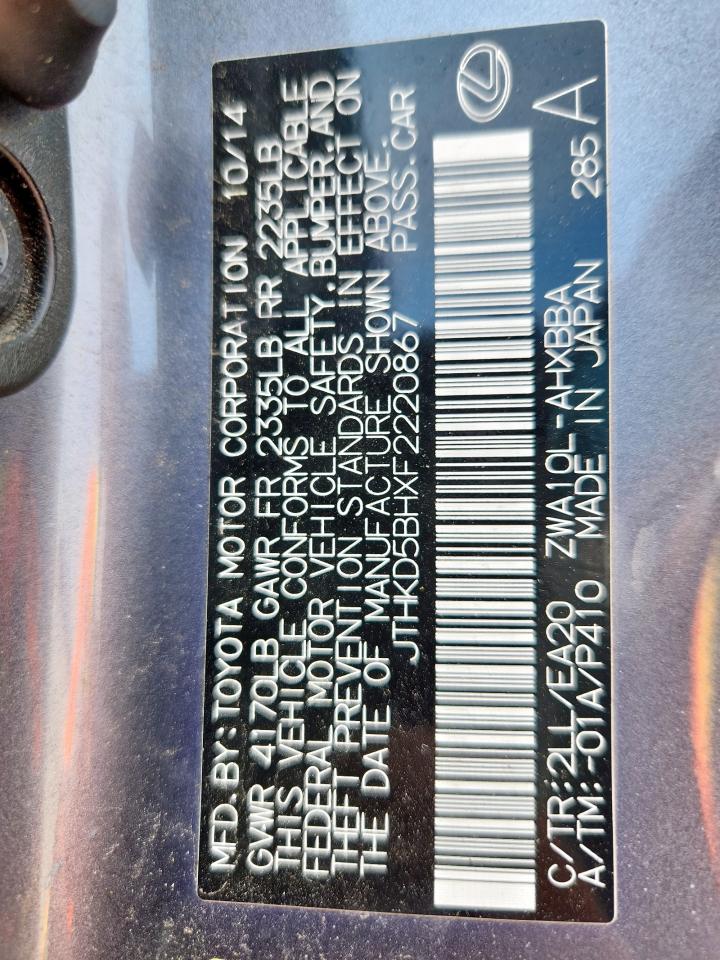 MFD. BY: TOYOTA MOTOR CORPORATION 10/14
GVWR 4170LB GAWR FR 2335LB RR 2235LB
THIS VEHICLE CONFORMS TO ALL APPLICABLE
FEDERAL MOTOR VEHICLE SAFETY, BUMPER, AND
THEFT PREVENTION STANDARDS IN EFFECT ON
THE DATE OF MANUFACTURE SHOWN ABOVE.
JTHKD5BHXF2220867 PASS. CAR
C/TR: 2LL/EA20 ZWA10L-AHXBBA 285 A
A/TM: -01A/P410 MADE IN JAPAN